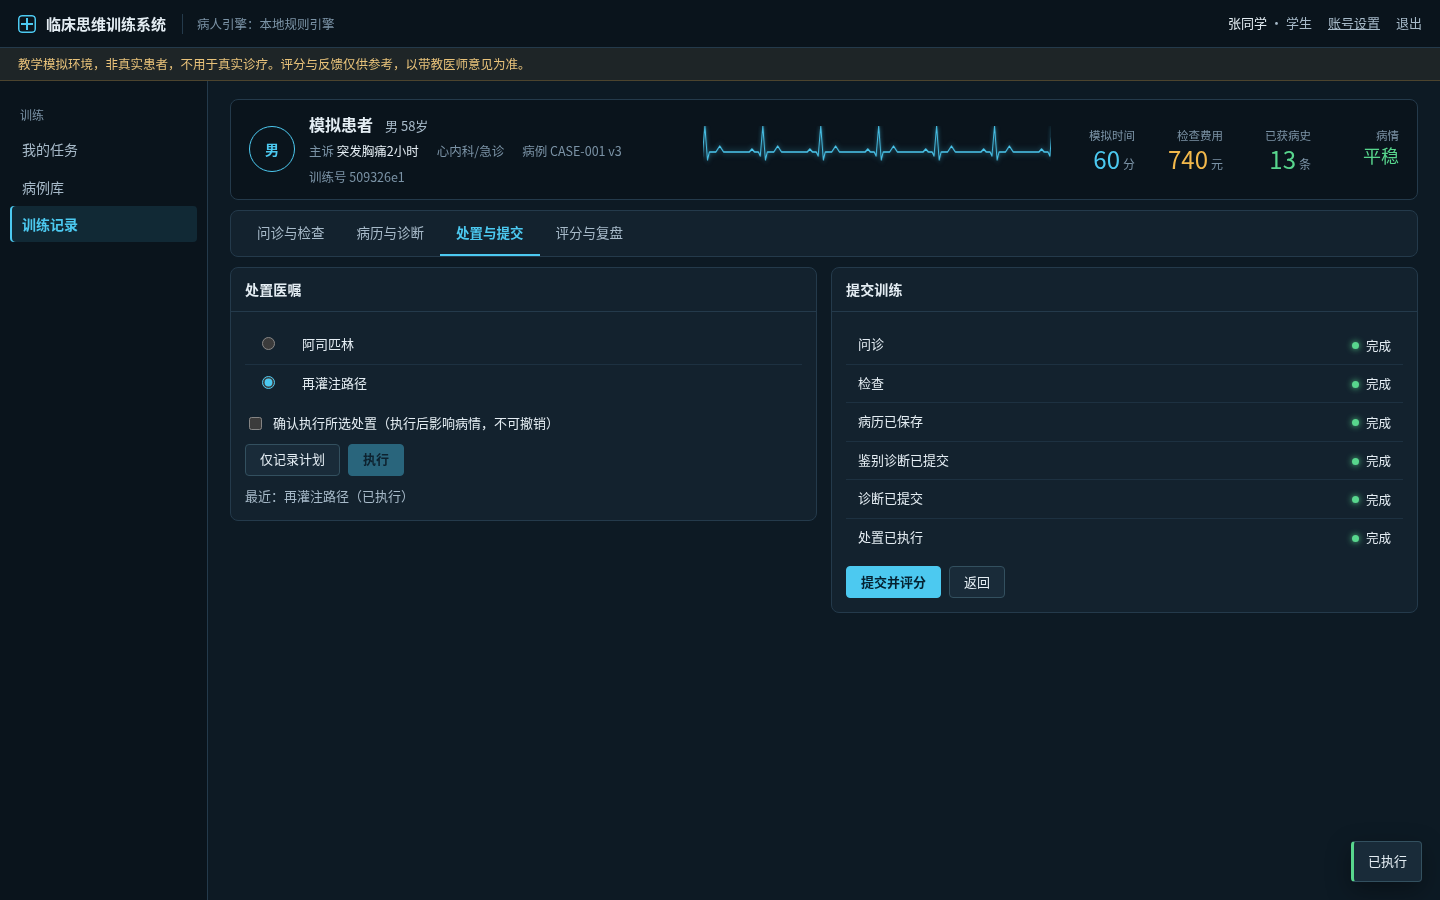 临床思维训练系统
病人引擎：本地规则引擎
张同学 · 学生
账号设置
退出
教学模拟环境，非真实患者，不用于真实诊疗。评分与反馈仅供参考，以带教医师意见为准。
训练
我的任务
病例库
训练记录
男
模拟患者 男 58岁
主诉 突发胸痛2小时 心内科/急诊 病例 CASE-001 v3
训练号 509326e1
模拟时间
60 分
检查费用
740 元
已获病史
13 条
病情
平稳
问诊与检查
病历与诊断
处置与提交
评分与复盘
处置医嘱
阿司匹林
再灌注路径
确认执行所选处置（执行后影响病情，不可撤销）
仅记录计划
执行
最近：再灌注路径（已执行）
提交训练
问诊 完成
检查 完成
病历已保存 完成
鉴别诊断已提交 完成
诊断已提交 完成
处置已执行 完成
提交并评分
返回
已执行